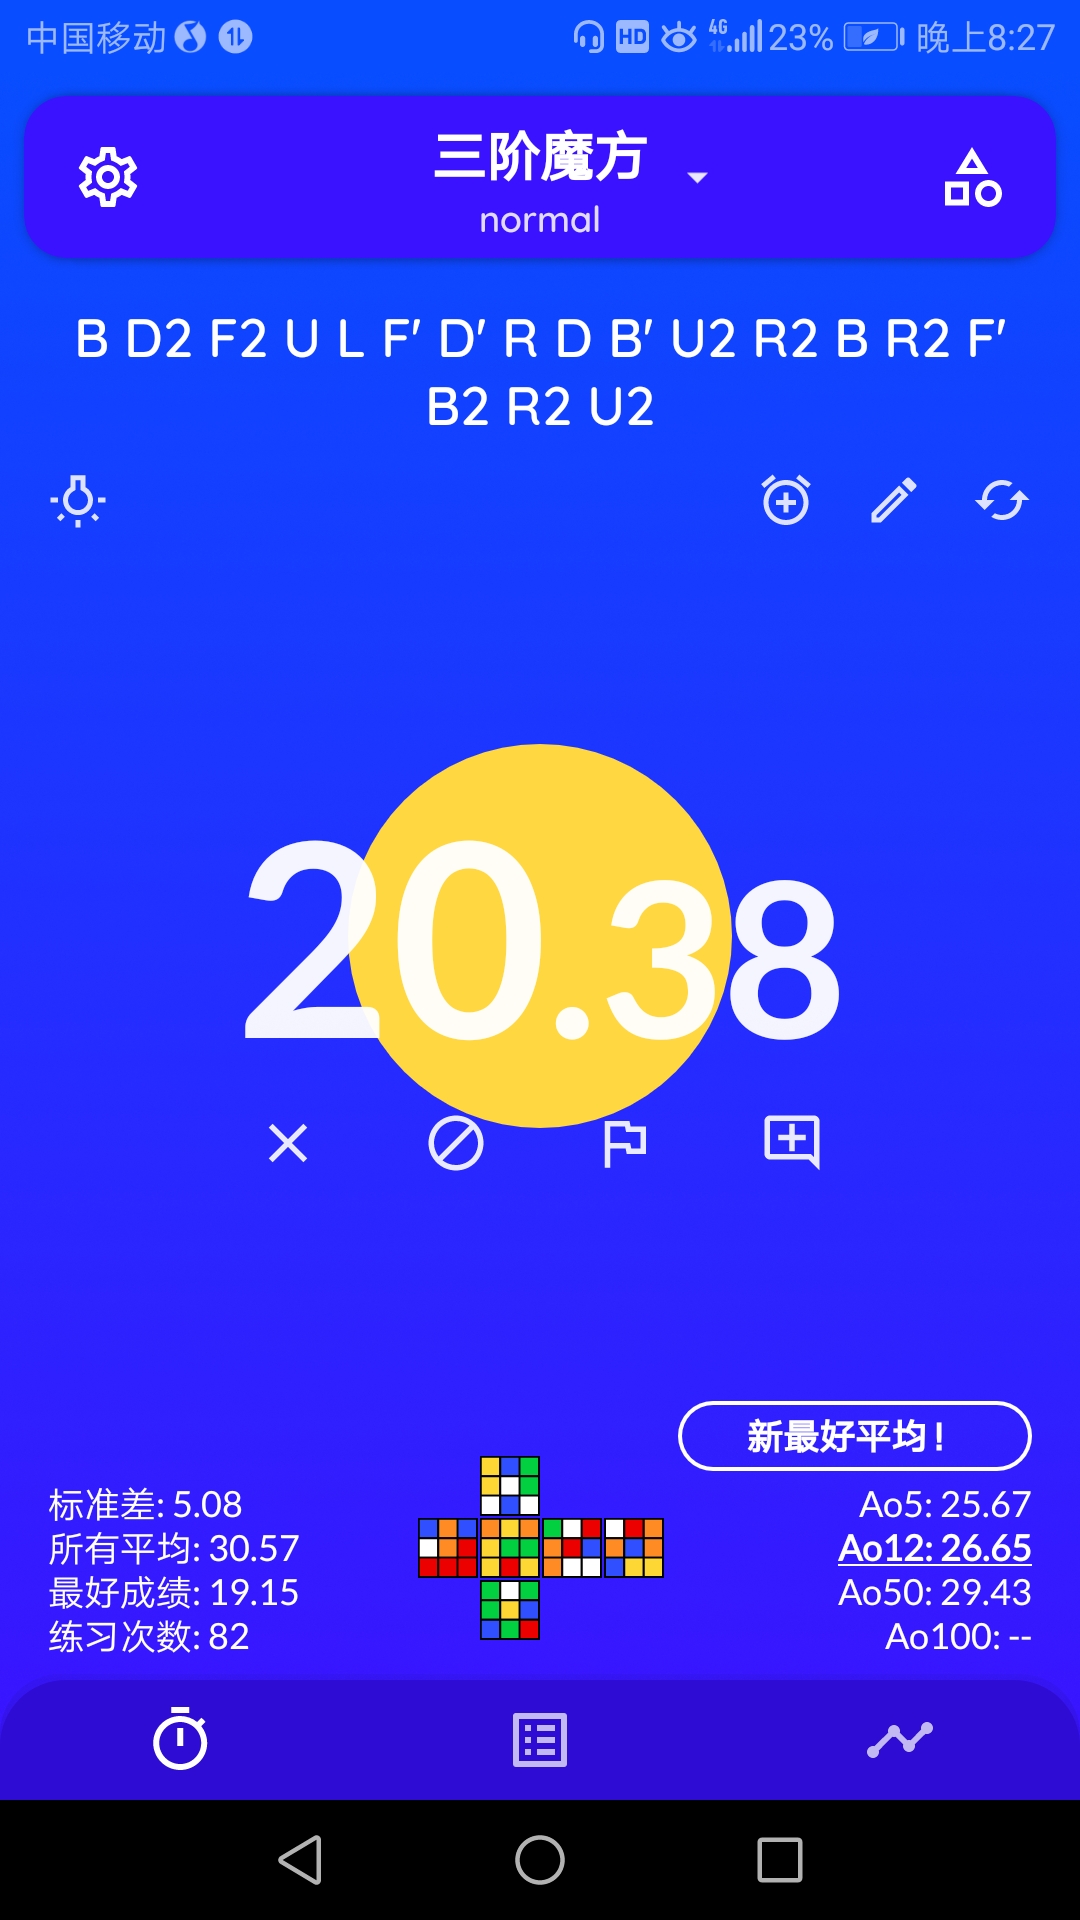 中国移动 HD 4G 23% 晚上8:27
三阶魔方
normal
B D2 F2 U L F' D' R D B' U2 R2 B R2 F'
B2 R2 U2
20.38
新最好平均!
标准差: 5.08
所有平均: 30.57
最好成绩: 19.15
练习次数: 82
Ao5: 25.67
Ao12: 26.65
Ao50: 29.43
Ao100: --